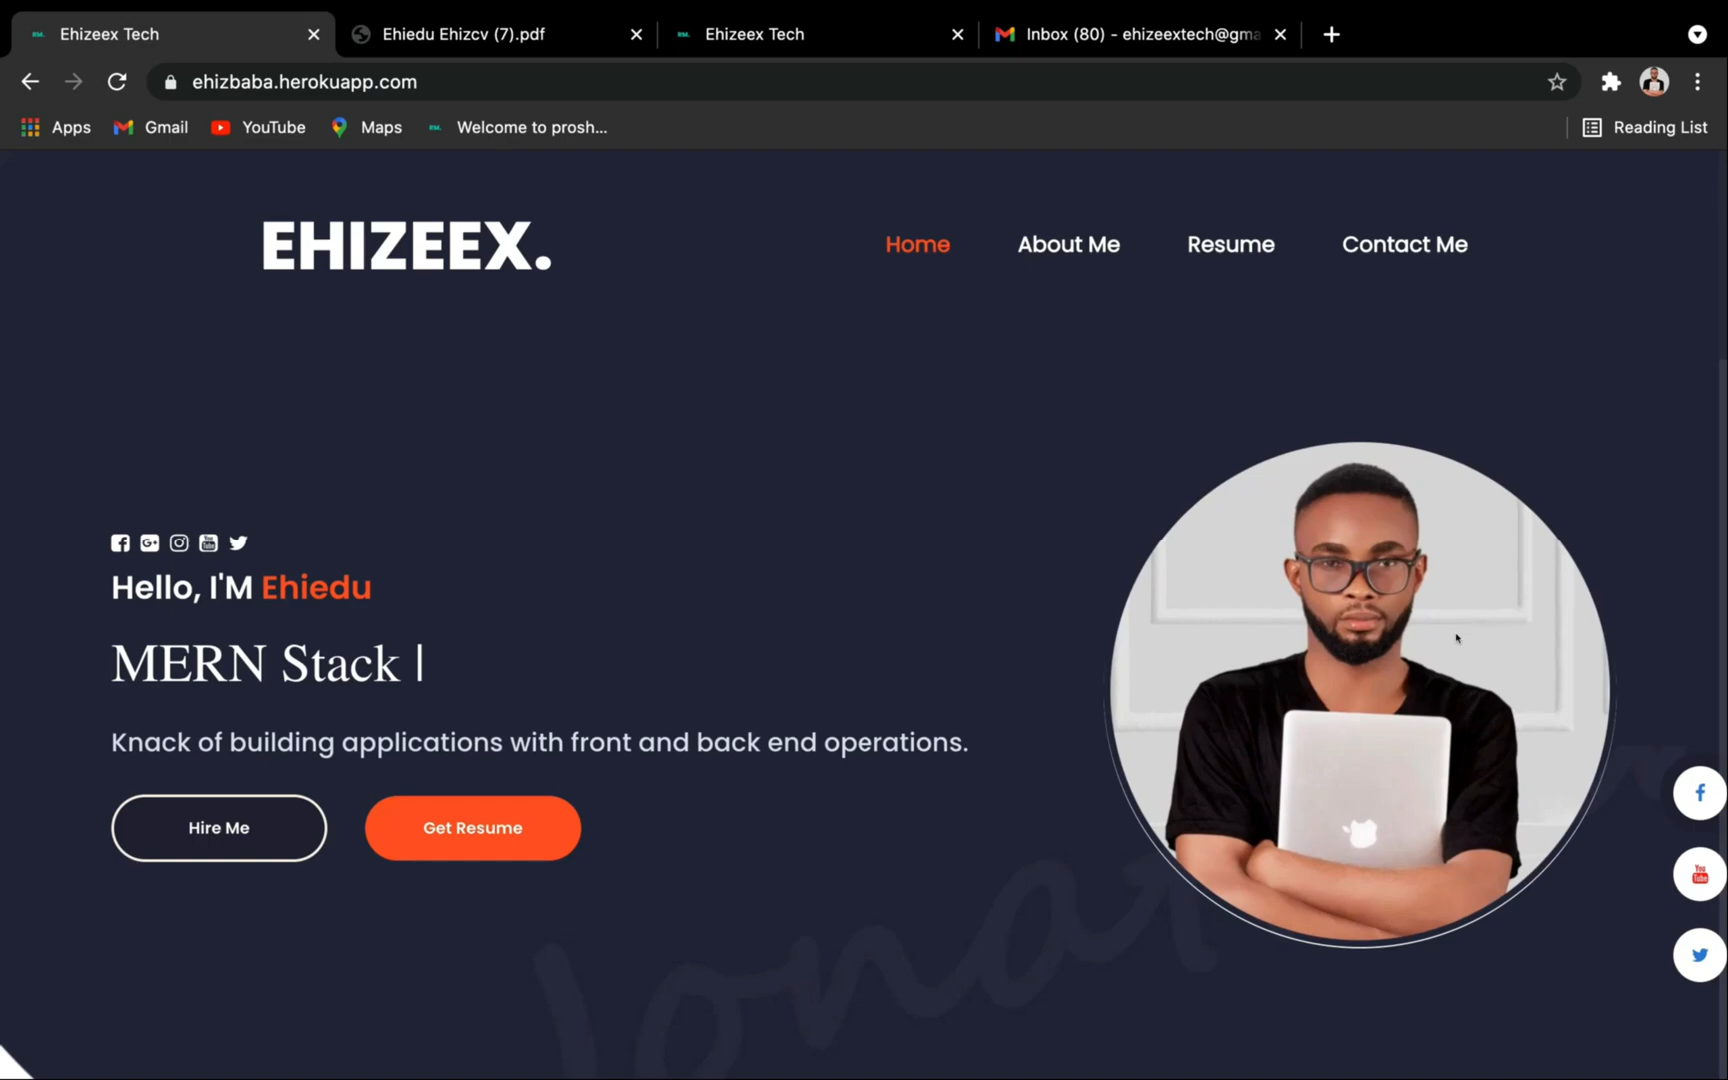 Ehizeex Tech
Ehiedu Ehizcv (7).pdf
Ehizeex Tech
Inbox (80) - ehizeextech@gma
ehizbaba.herokuapp.com
Apps
Gmail
YouTube
Maps
Welcome to prosh...
Reading List
EHIZEEX.
Home
About Me
Resume
Contact Me
Hello, I'M Ehiedu
MERN Stack |
Knack of building applications with front and back end operations.
Hire Me
Get Resume
You
Tube